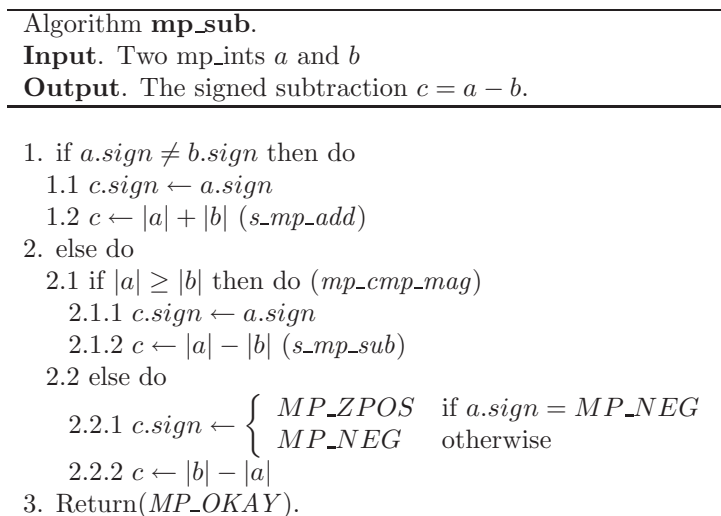 Algorithm mp_sub.
Input. Two mp_ints a and b
Output. The signed subtraction c = a − b.
1. if a.sign ≠ b.sign then do
1.1 c.sign ← a.sign
1.2 c ← |a| + |b| (s_mp_add)
2. else do
2.1 if |a| ≥ |b| then do (mp_cmp_mag)
2.1.1 c.sign ← a.sign
2.1.2 c ← |a| − |b| (s_mp_sub)
2.2 else do
2.2.1 c.sign ← { MP_ZPOS if a.sign = MP_NEG
MP_NEG otherwise
2.2.2 c ← |b| − |a|
3. Return(MP_OKAY).